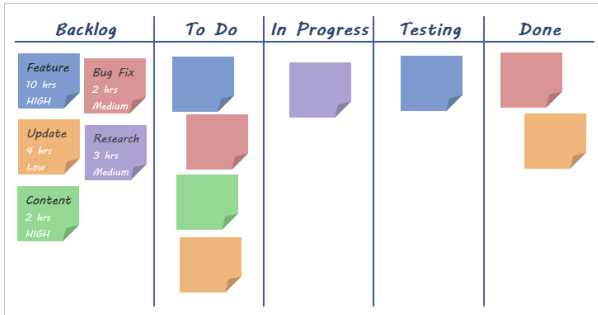 Backlog
To Do
In Progress
Testing
Done
Feature
10 hrs
HIGH
Bug Fix
2 hrs
Medium
Update
4 hrs
Low
Research
3 hrs
Medium
Content
2 hrs
HIGH